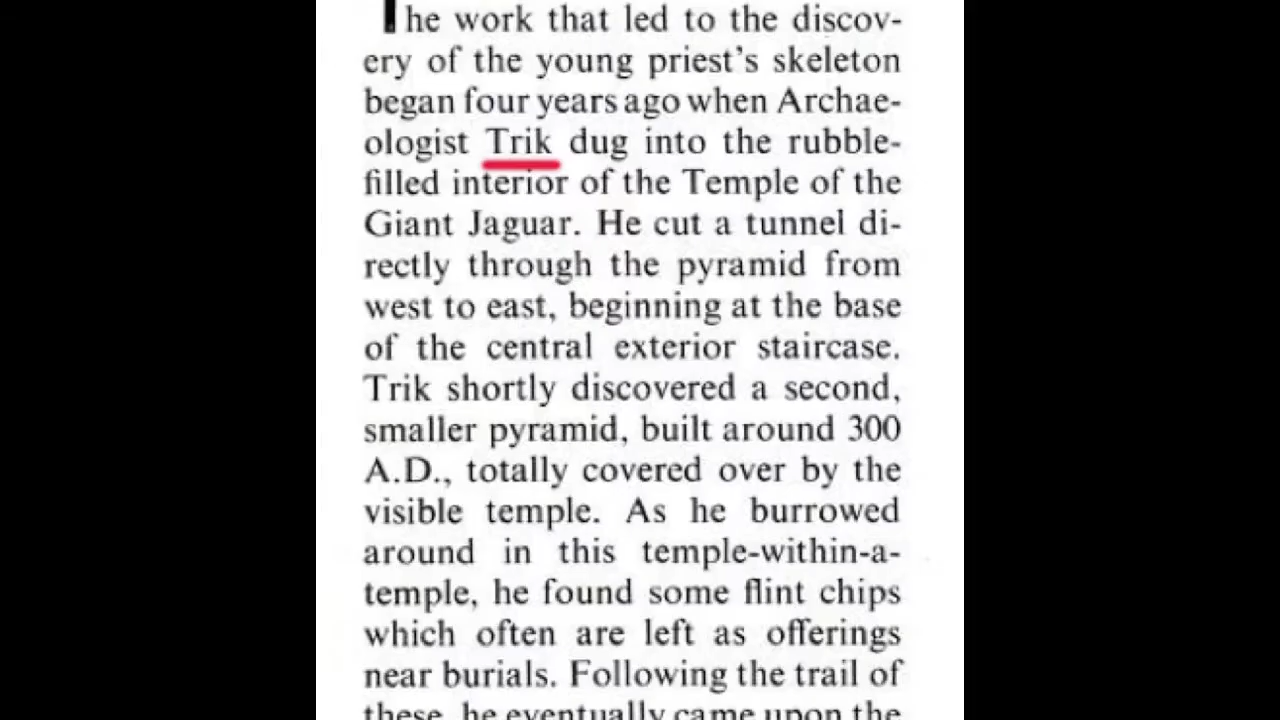 The work that led to the discov-
ery of the young priest's skeleton
began four years ago when Archae-
ologist Trik dug into the rubble-
filled interior of the Temple of the
Giant Jaguar. He cut a tunnel di-
rectly through the pyramid from
west to east, beginning at the base
of the central exterior staircase.
Trik shortly discovered a second,
smaller pyramid, built around 300
A.D., totally covered over by the
visible temple. As he burrowed
around in this temple-within-a-
temple, he found some flint chips
which often are left as offerings
near burials. Following the trail of
these, he eventually came upon the